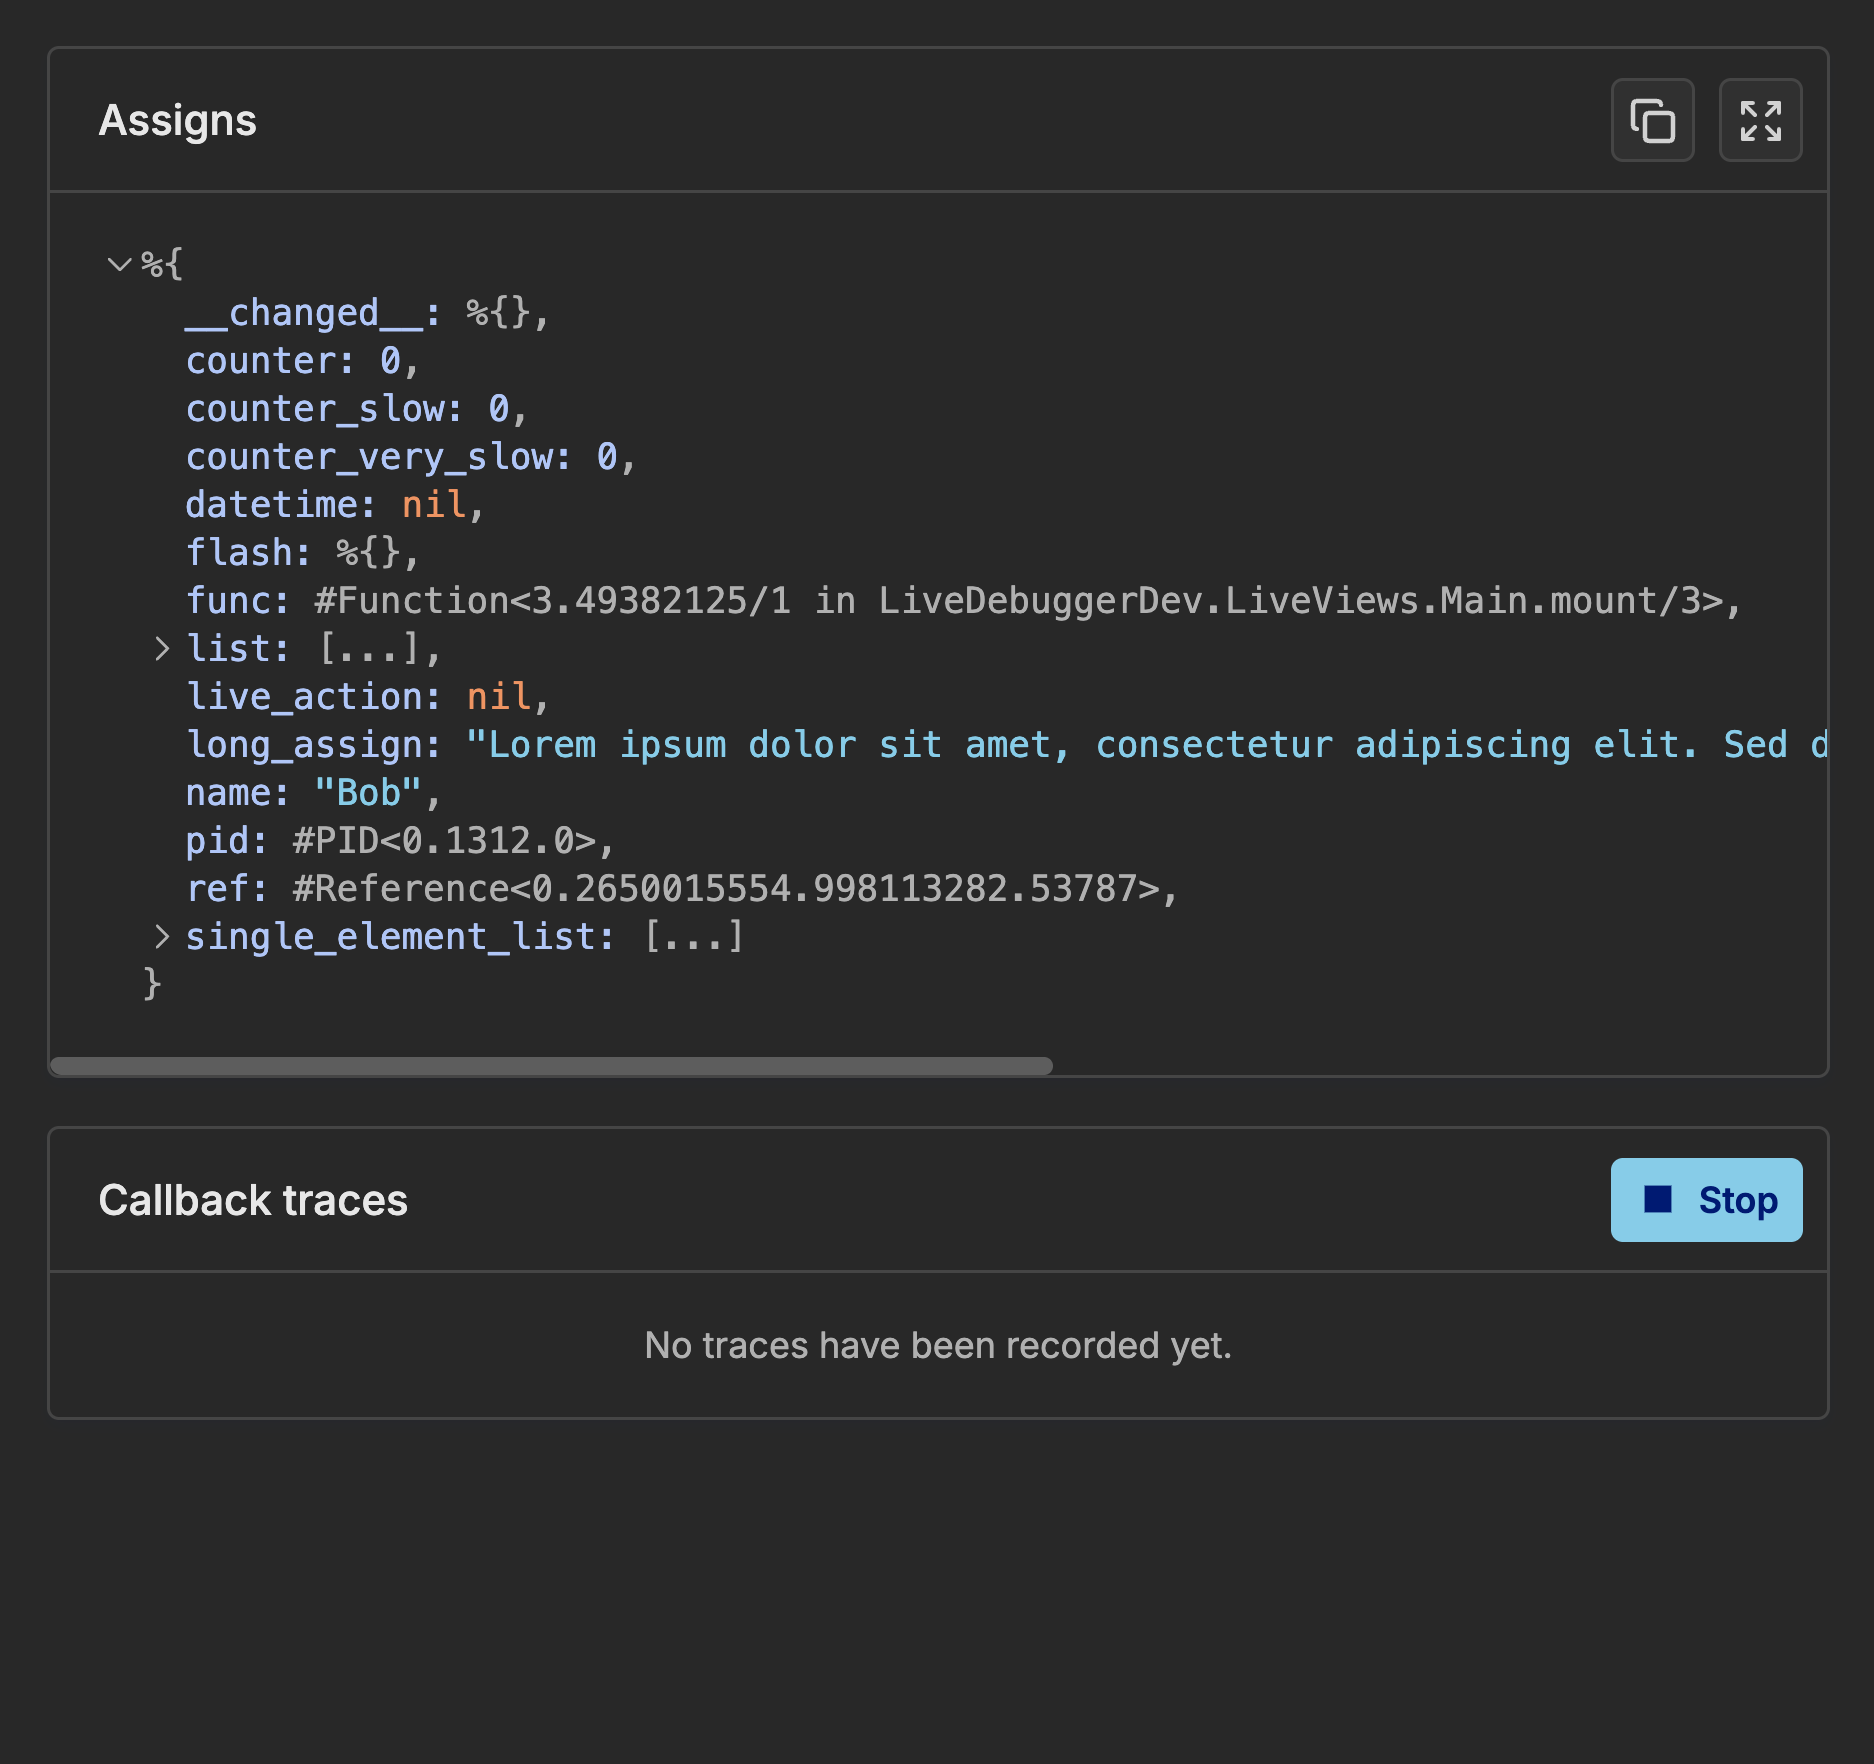 Assigns
%{
__changed__: %{},
counter: 0,
counter_slow: 0,
counter_very_slow: 0,
datetime: nil,
flash: %{},
func: #Function<3.49382125/1 in LiveDebuggerDev.LiveViews.Main.mount/3>,
list: [...],
live_action: nil,
long_assign: "Lorem ipsum dolor sit amet, consectetur adipiscing elit. Sed d
name: "Bob",
pid: #PID<0.1312.0>,
ref: #Reference<0.2650015554.998113282.53787>,
single_element_list: [...]
}
Callback traces
Stop
No traces have been recorded yet.